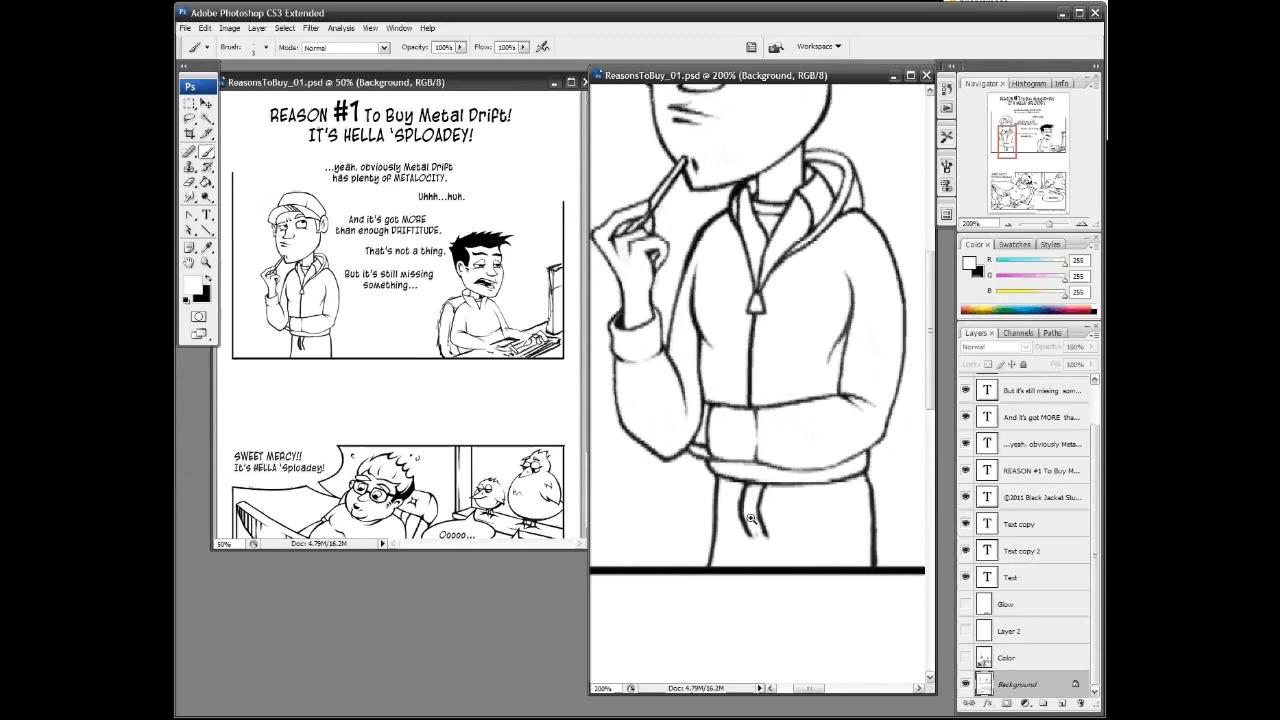 Adobe Photoshop CS3 Extended
File Edit Image Layer Select Filter Analysis View Window Help
Brush: 3 Mode: Normal Opacity: 100% Flow: 100% Workspace
Ps
ReasonsToBuy_01.psd @ 50% (Background, RGB/8)
REASON #1 To Buy Metal Drift!
IT'S HELLA 'SPLOADEY!
...yeah, obviously Metal Drift
has plenty of METALOCITY.
Uhhh...huh.
And it's got MORE
than enough DRIFTITUDE.
That's not a thing.
But it's still missing
something...
SWEET MERCY!!
It's HELLA 'Sploadey!
Ooooo...
50% Doc: 4.79M/16.2M
ReasonsToBuy_01.psd @ 200% (Background, RGB/8)
200% Doc: 4.79M/16.2M
Navigator Histogram Info
200%
Color Swatches Styles
R 255
G 255
B 255
Layers Channels Paths
Normal Opacity: 100%
Lock: Fill: 100%
T But it's still missing som...
T And it's got MORE tha...
T ...yeah, obviously Meta...
T REASON #1 To Buy M...
T ©2011 Black Jacket Stu...
T Text copy
T Text copy 2
T Text
Glow
Layer 2
Color
Background